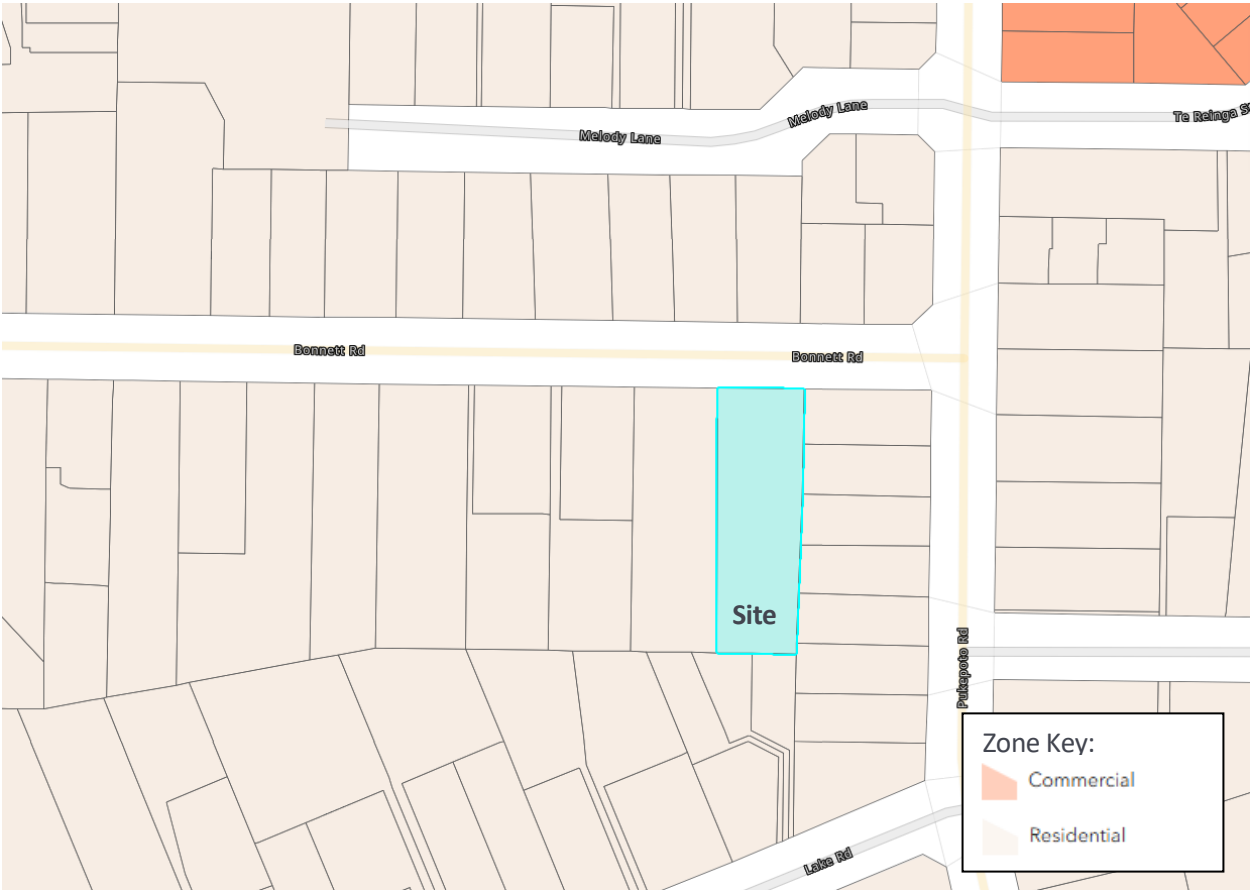 Melody Lane
Melody Lane
Te Reinga S
Bonnett Rd
Bonnett Rd
Site
Pukepoto Rd
Zone Key:
Commercial
Residential
Lake Rd